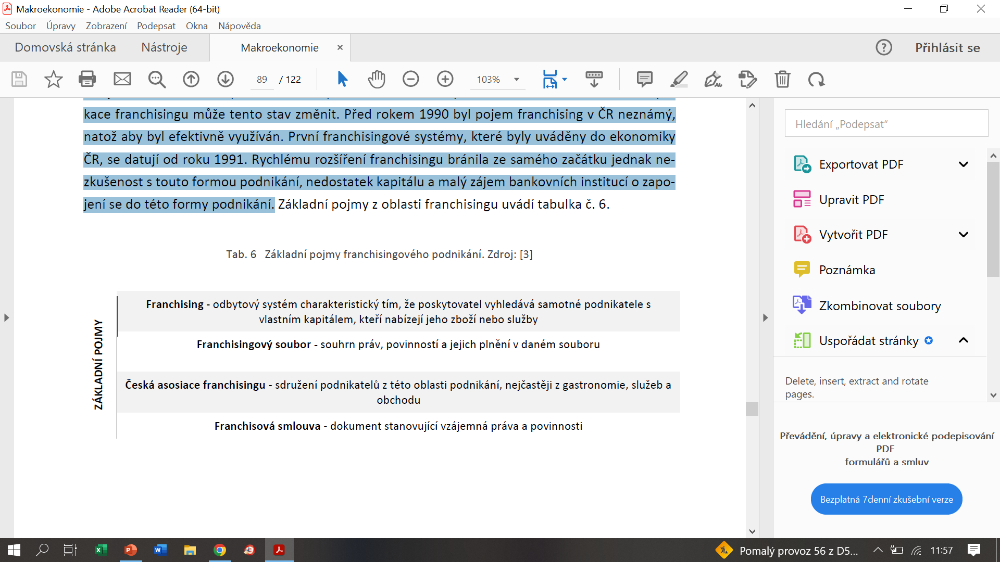 Makroekonomie - Adobe Acrobat Reader (64-bit)
Soubor Úpravy Zobrazení Podepsat Okna Nápověda
Domovská stránka Nástroje Makroekonomie × ? Přihlásit se
89 / 122 103%
kace franchisingu může tento stav změnit. Před rokem 1990 byl pojem franchising v ČR neznámý,
natož aby byl efektivně využíván. První franchisingové systémy, které byly uváděny do ekonomiky
ČR, se datují od roku 1991. Rychlému rozšíření franchisingu bránila ze samého začátku jednak ne-
zkušenost s touto formou podnikání, nedostatek kapitálu a malý zájem bankovních institucí o zapo-
jení se do této formy podnikání. Základní pojmy z oblasti franchisingu uvádí tabulka č. 6.
Tab. 6 Základní pojmy franchisingového podnikání. Zdroj: [3]
ZÁKLADNÍ POJMY
Franchising - odbytový systém charakteristický tím, že poskytovatel vyhledává samotné podnikatele s
vlastním kapitálem, kteří nabízejí jeho zboží nebo služby
Franchisingový soubor - souhrn práv, povinností a jejich plnění v daném souboru
Česká asosiace franchisingu - sdružení podnikatelů z této oblasti podnikání, nejčastěji z gastronomie, služeb a
obchodu
Franchisová smlouva - dokument stanovující vzájemná práva a povinnosti
Hledání „Podepsat“
Exportovat PDF
Upravit PDF
Vytvořit PDF
Poznámka
Zkombinovat soubory
Uspořádat stránky
Delete, insert, extract and rotate
pages.
Převádění, úpravy a elektronické podepisování
PDF
formulářů a smluv
Bezplatná 7denní zkušební verze
Pomalý provoz 56 z D5... 11:57